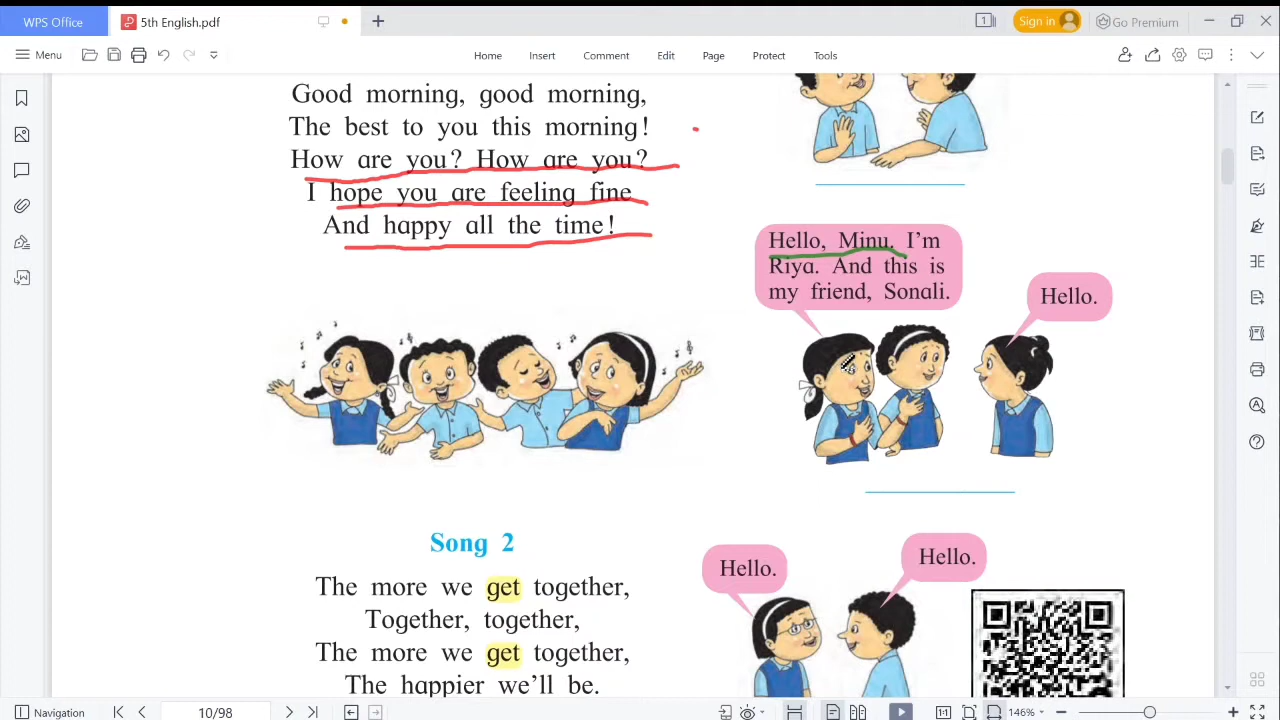 WPS Office
5th English.pdf
1
Sign in
Go Premium
Menu
Home
Insert
Comment
Edit
Page
Protect
Tools
Good morning, good morning,
The best to you this morning!
How are you? How are you?
I hope you are feeling fine
And happy all the time!
Hello, Minu. I'm
Riya. And this is
my friend, Sonali.
Hello.
Song 2
The more we get together,
Together, together,
The more we get together,
The happier we'll be.
Hello.
Hello.
Navigation
10/98
1:1
146%